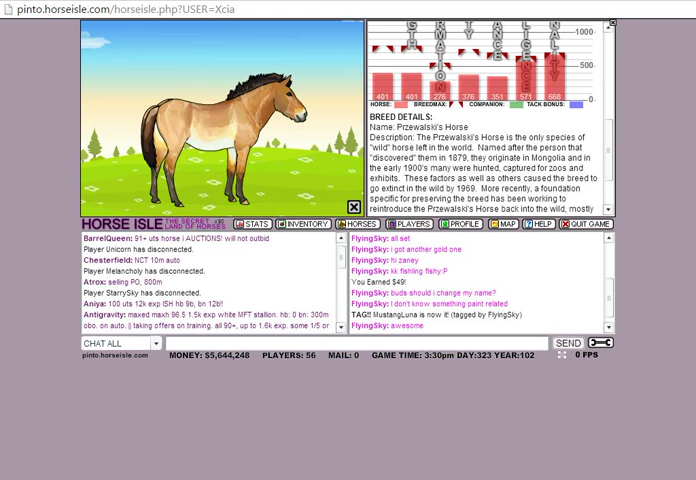 pinto.horseisle.com/horseisle.php?USER=Xcia
1000
500
0
401 401 276 376 351 571 668
HORSE: BREEDMAX: COMPANION: TACK BONUS:
BREED DETAILS:
Name: Przewalski's Horse
Description: The Przewalski's Horse is the only species of
"wild" horse left in the world. Named after the person that
"discovered" them in 1879, they originate in Mongolia and in
the early 1900's many were hunted, captured for zoos and
exhibits. These factors as well as others caused the breed to
go extinct in the wild by 1969. More recently, a foundation
specific for preserving the breed has been working to
reintroduce the Przewalski's Horse back into the wild, mostly
HORSE ISLE THE SECRET LAND OF HORSES
STATS INVENTORY HORSES PLAYERS PROFILE MAP HELP QUIT GAME
BarrelQueen: 91+ uts horse i AUCTIONS! will not outbid
Player Unicorn has disconnected.
Chesterfield: NCT 10m auto
Player Melancholy has disconnected.
Atrox: selling PO, 800m
Player StarrySky has disconnected.
Aniya: 100 uts 12k exp ISH hb 9b, bn 12b!
Antigravity: maxed maxh 96.5 1.5k exp white MFT stallion. hb: 0 bn: 300m
obo. on auto. || taking offers on training. all 90+, up to 1.6k exp. some 1/5 or
FlyingSky: all set
FlyingSky: i got another gold one
FlyingSky: hi zaney
FlyingSky: kk fishing fishy:P
You Earned $49!
FlyingSky: buds should i change my name?
FlyingSky: I don't know something paint related
TAG!! MustangLuna is now it! (tagged by FlyingSky)
FlyingSky: awesome
CHAT ALL SEND
pinto.horseisle.com MONEY: $5,644,248 PLAYERS: 56 MAIL: 0 GAME TIME: 3:30pm DAY:323 YEAR:102 0 FPS